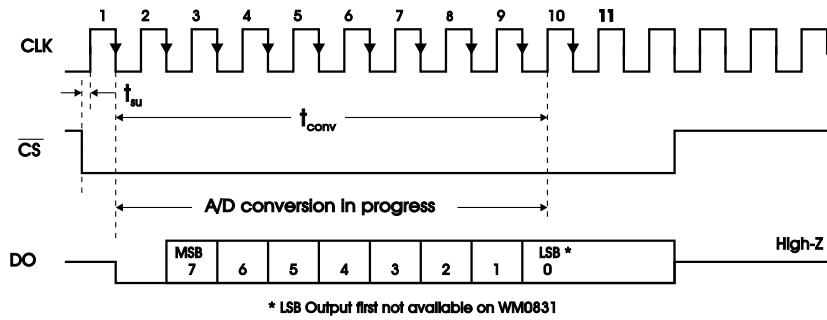 1 2 3 4 5 6 7 8 9 10 11
CLK
tsu
tconv
CS
A/D conversion in progress
High-Z
DO
MSB LSB *
7 6 5 4 3 2 1 0
* LSB Output first not available on WM0831